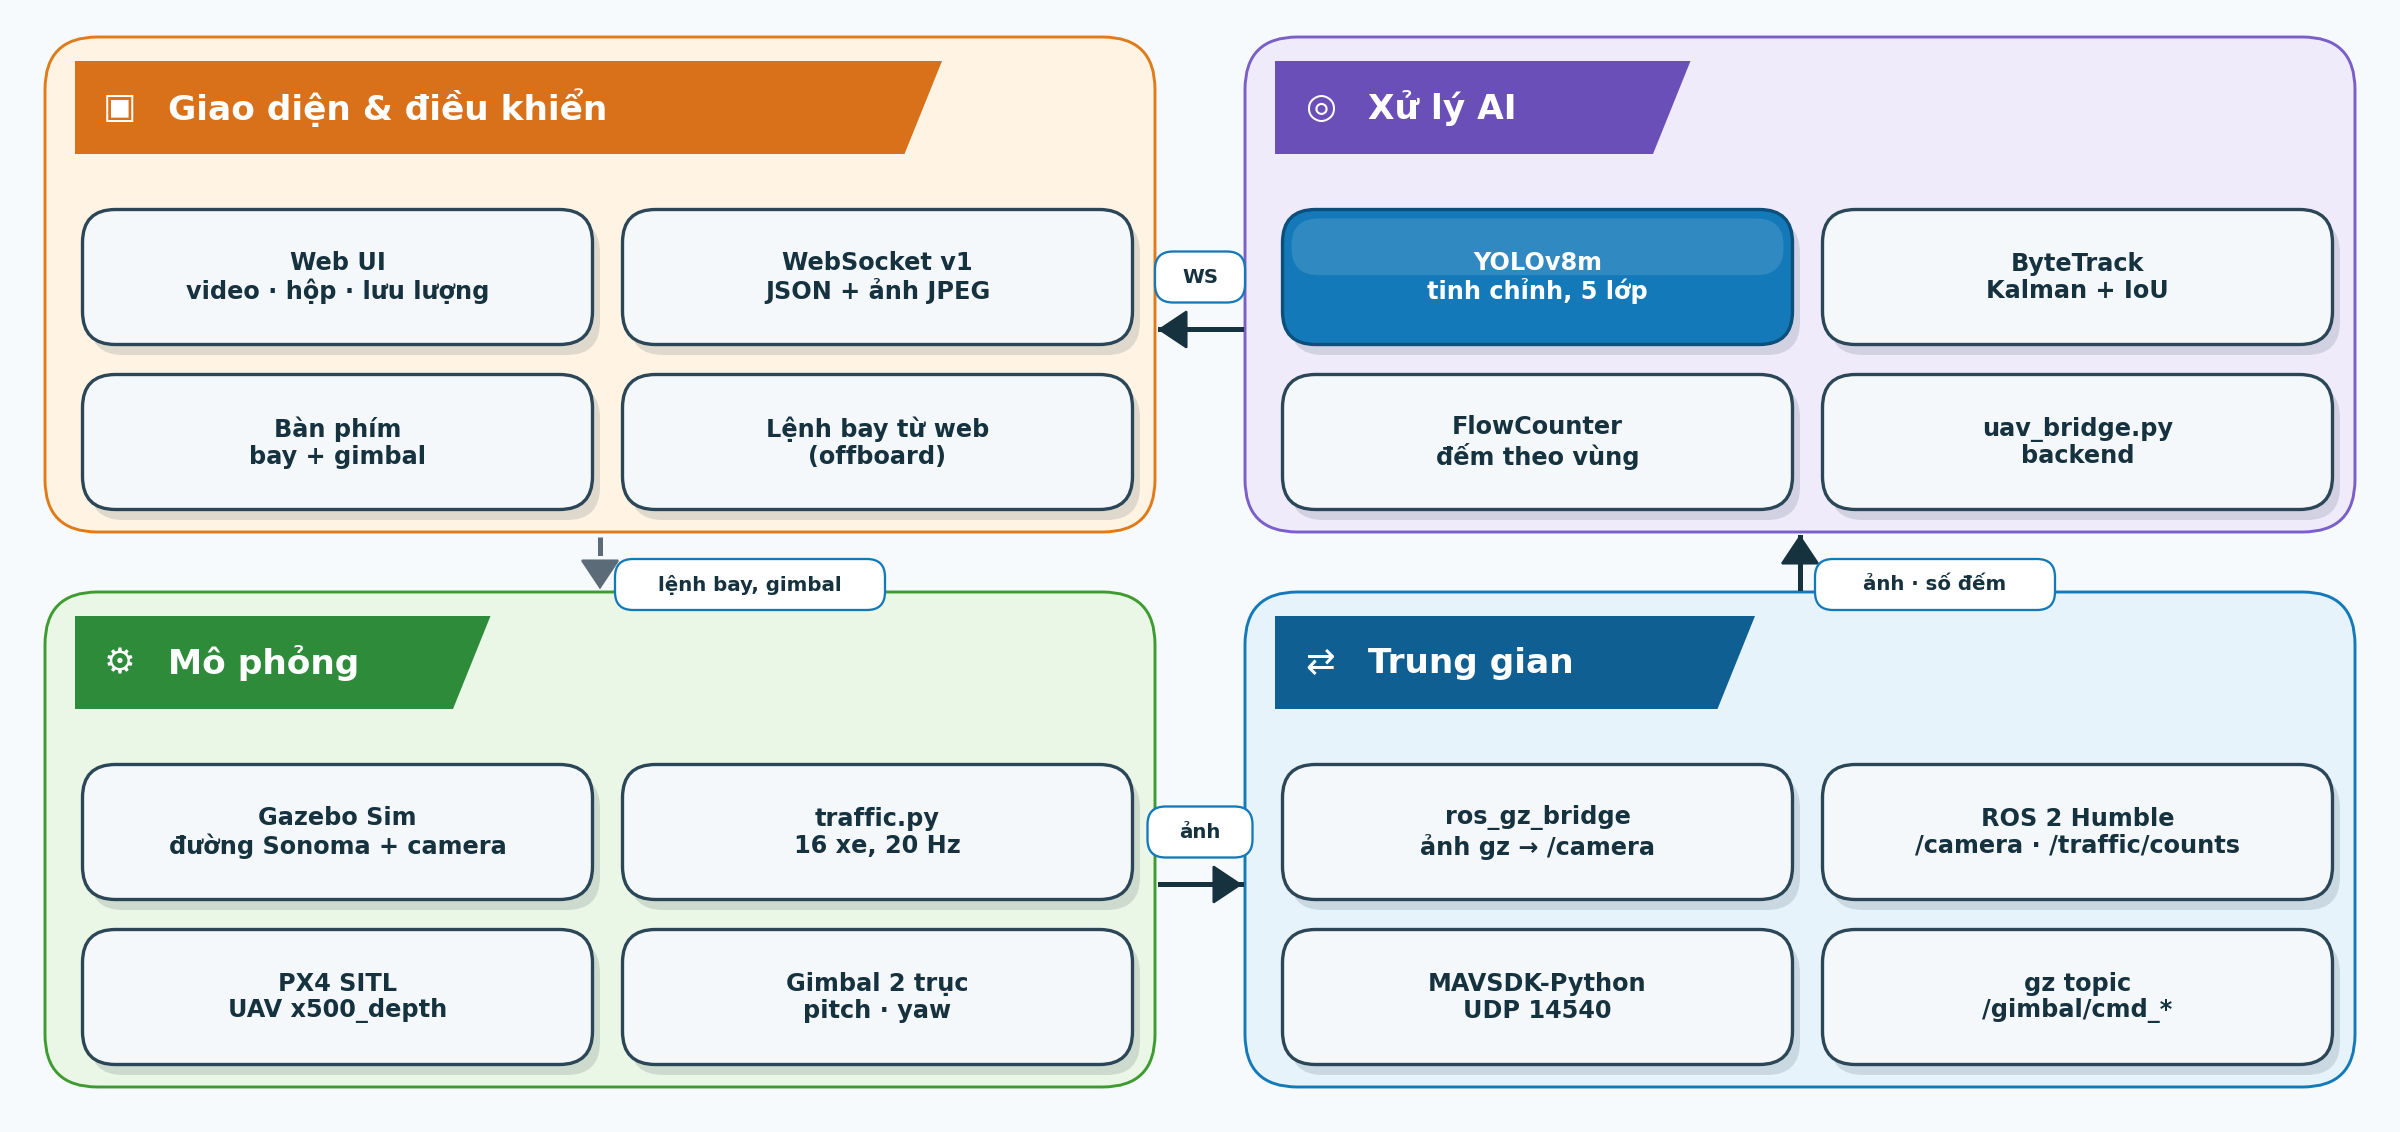 ▣ Giao diện & điều khiển
Web UI
video · hộp · lưu lượng
WebSocket v1
JSON + ảnh JPEG
Bàn phím
bay + gimbal
Lệnh bay từ web
(offboard)
WS
◎ Xử lý AI
YOLOv8m
tinh chỉnh, 5 lớp
ByteTrack
Kalman + IoU
FlowCounter
đếm theo vùng
uav_bridge.py
backend
lệnh bay, gimbal
ảnh · số đếm
⚙ Mô phỏng
Gazebo Sim
đường Sonoma + camera
traffic.py
16 xe, 20 Hz
PX4 SITL
UAV x500_depth
Gimbal 2 trục
pitch · yaw
ảnh
⇄ Trung gian
ros_gz_bridge
ảnh gz → /camera
ROS 2 Humble
/camera · /traffic/counts
MAVSDK-Python
UDP 14540
gz topic
/gimbal/cmd_*